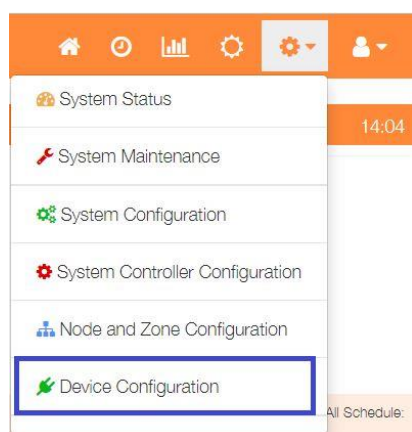 System Status
14:04
System Maintenance
System Configuration
System Controller Configuration
Node and Zone Configuration
Device Configuration
All Schedule: